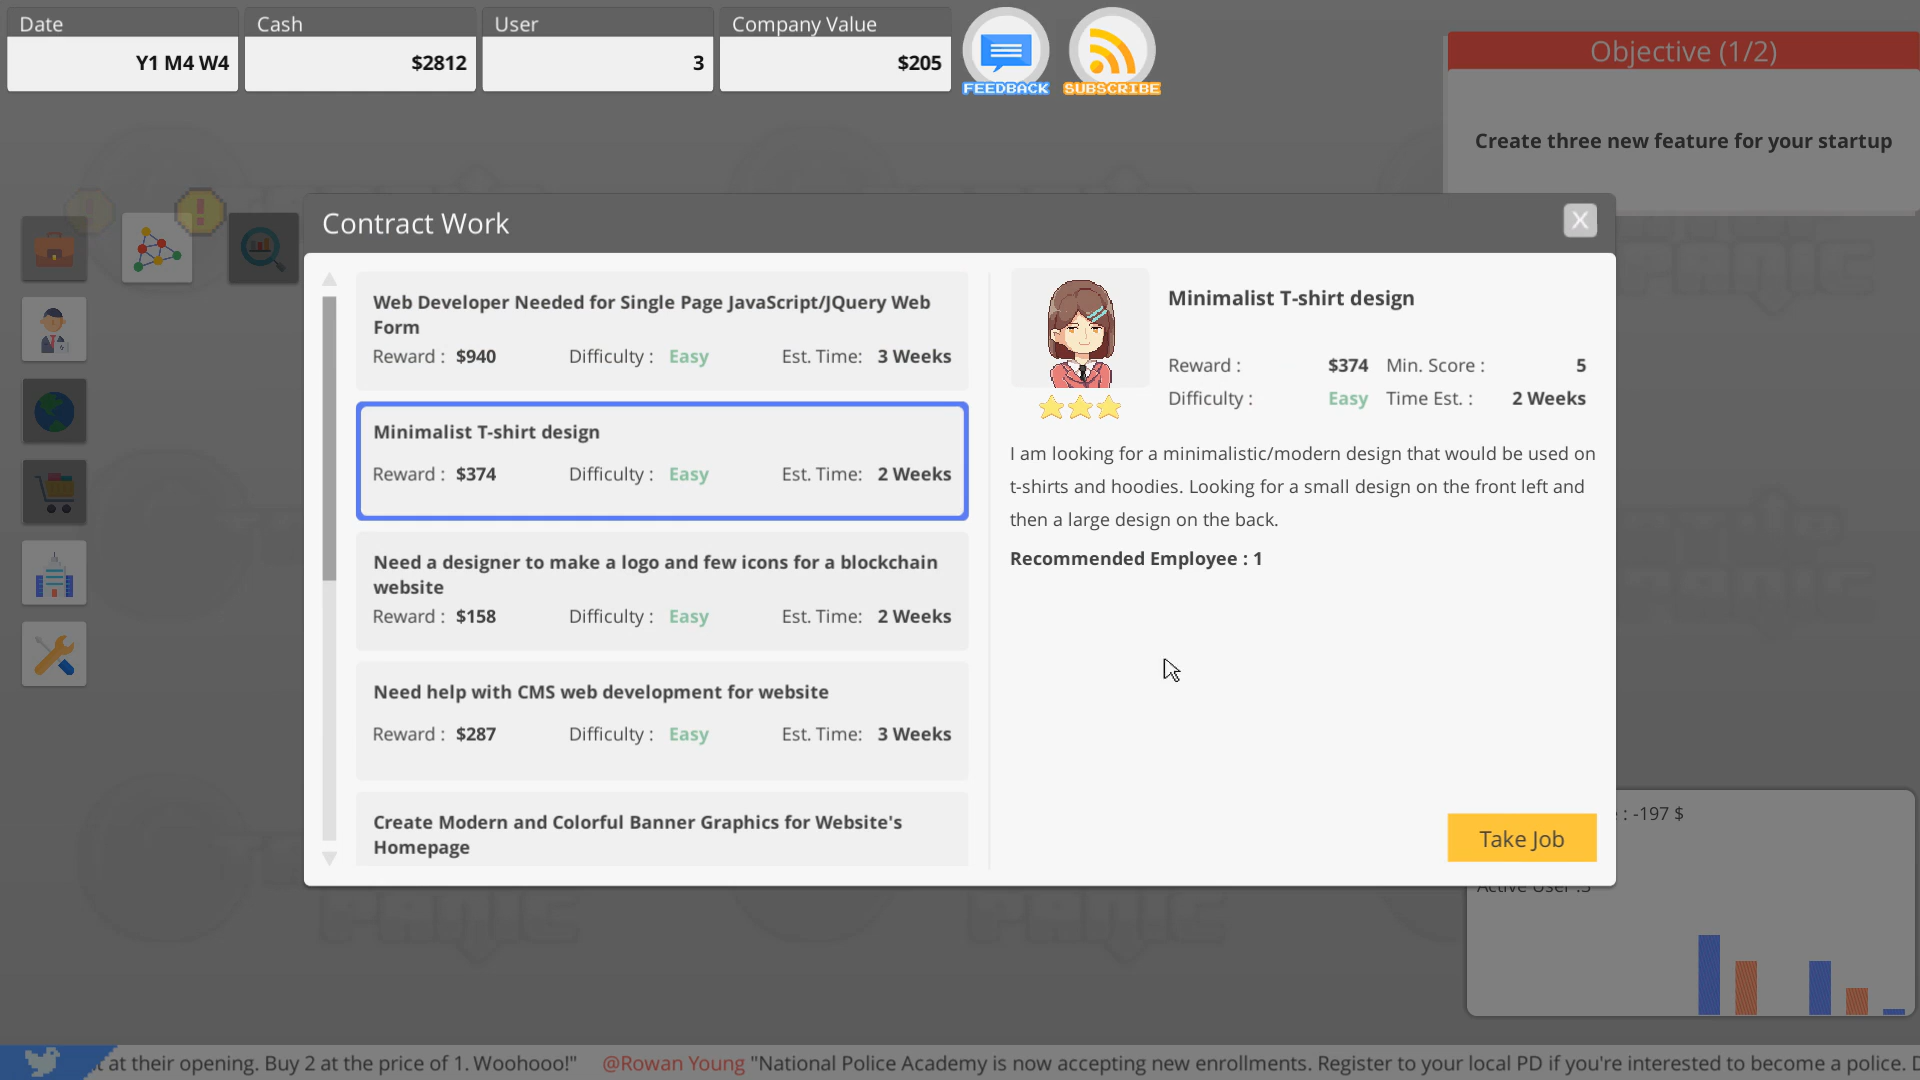 Date
Y1 M4 W4
Cash
$2812
User
3
Company Value
$205
FEEDBACK
SUBSCRIBE
Objective (1/2)
Create three new feature for your startup
Contract Work
X
Web Developer Needed for Single Page JavaScript/JQuery Web
Form
Reward : $940 Difficulty : Easy Est. Time: 3 Weeks
Minimalist T-shirt design
Reward : $374 Difficulty : Easy Est. Time: 2 Weeks
Need a designer to make a logo and few icons for a blockchain
website
Reward : $158 Difficulty : Easy Est. Time: 2 Weeks
Need help with CMS web development for website
Reward : $287 Difficulty : Easy Est. Time: 3 Weeks
Create Modern and Colorful Banner Graphics for Website's
Homepage
Minimalist T-shirt design
Reward : $374 Min. Score : 5
Difficulty : Easy Time Est. : 2 Weeks
I am looking for a minimalistic/modern design that would be used on
t-shirts and hoodies. Looking for a small design on the front left and
then a large design on the back.
Recommended Employee : 1
Take Job
: -197 $
Active User :3
at their opening. Buy 2 at the price of 1. Woohooo!" @Rowan Young "National Police Academy is now accepting new enrollments. Register to your local PD if you're interested to become a police.